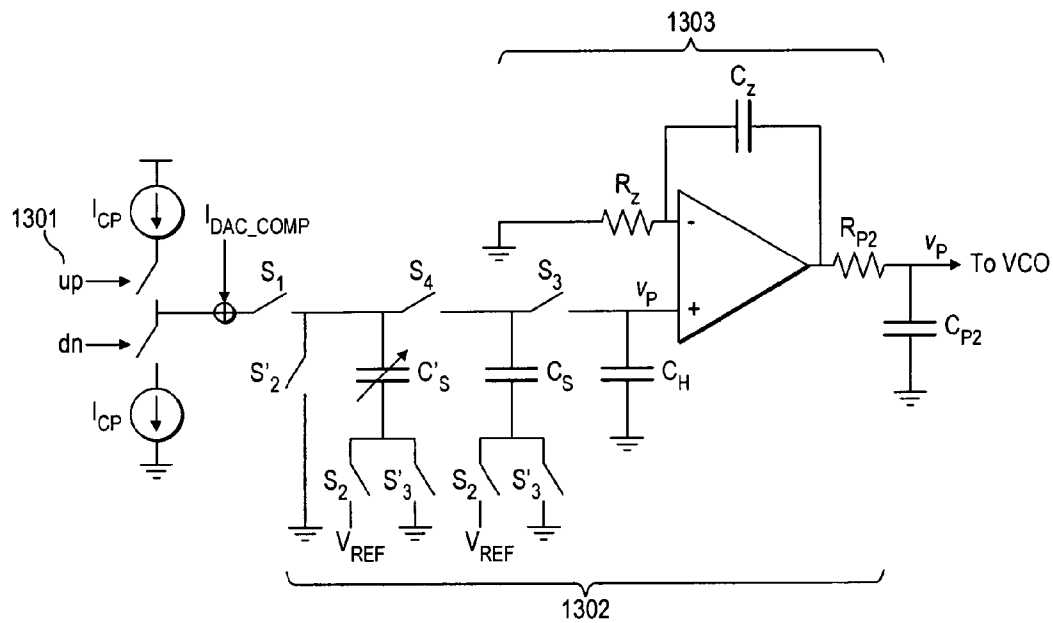 1303
C_z
R_z
I_CP
1301
I_DAC_COMP
up
S_1
S_4
S_3
v_P
-
+
R_P2
v_P
To VCO
dn
S'_2
C'_S
C_S
C_H
C_P2
I_CP
S_2
S'_3
S_2
S'_3
V_REF
V_REF
1302